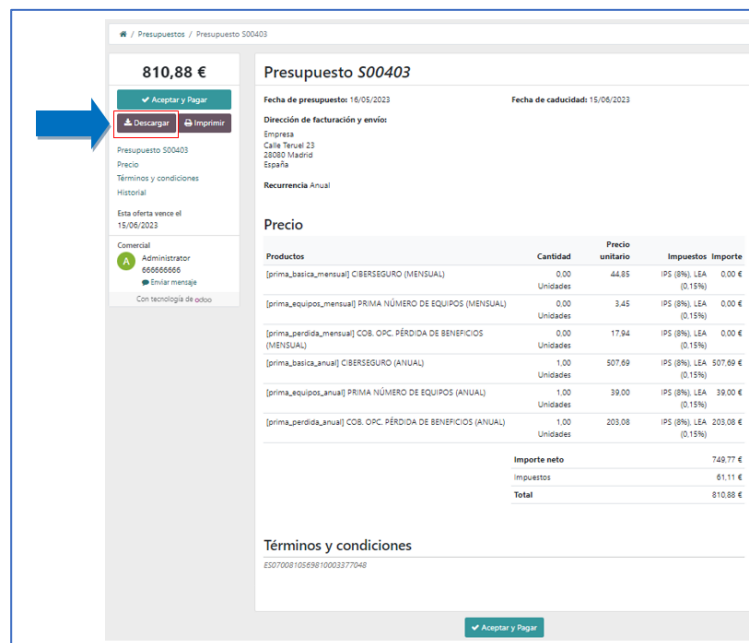 / Presupuestos / Presupuesto S00403
810,88 €
Aceptar y Pagar
Descargar
Imprimir
Presupuesto S00403
Precio
Términos y condiciones
Historial
Esta oferta vence el
15/06/2023
Comercial
A
Administrator
666666666
Enviar mensaje
Con tecnología de odoo
Presupuesto S00403
Fecha de presupuesto: 16/05/2023 Fecha de caducidad: 15/06/2023
Dirección de facturación y envío:
Empresa
Calle Teruel 23
28080 Madrid
España
Recurrencia Anual
Precio
Productos Cantidad Precio unitario Impuestos Importe
[prima_basica_mensual] CIBERSEGURO (MENSUAL) 0,00 44,85 IPS (8%), LEA 0,00 €
Unidades (0,15%)
[prima_equipos_mensual] PRIMA NÚMERO DE EQUIPOS (MENSUAL) 0,00 3,45 IPS (8%), LEA 0,00 €
Unidades (0,15%)
[prima_perdida_mensual] COB. OPC. PÉRDIDA DE BENEFICIOS 0,00 17,94 IPS (8%), LEA 0,00 €
(MENSUAL) Unidades (0,15%)
[prima_basica_anual] CIBERSEGURO (ANUAL) 1,00 507,69 IPS (8%), LEA 507,69 €
Unidades (0,15%)
[prima_equipos_anual] PRIMA NÚMERO DE EQUIPOS (ANUAL) 1,00 39,00 IPS (8%), LEA 39,00 €
Unidades (0,15%)
[prima_perdida_anual] COB. OPC. PÉRDIDA DE BENEFICIOS (ANUAL) 1,00 203,08 IPS (8%), LEA 203,08 €
Unidades (0,15%)
Importe neto 749,77 €
Impuestos 61,11 €
Total 810,88 €
Términos y condiciones
ES0700810569810003377048
Aceptar y Pagar